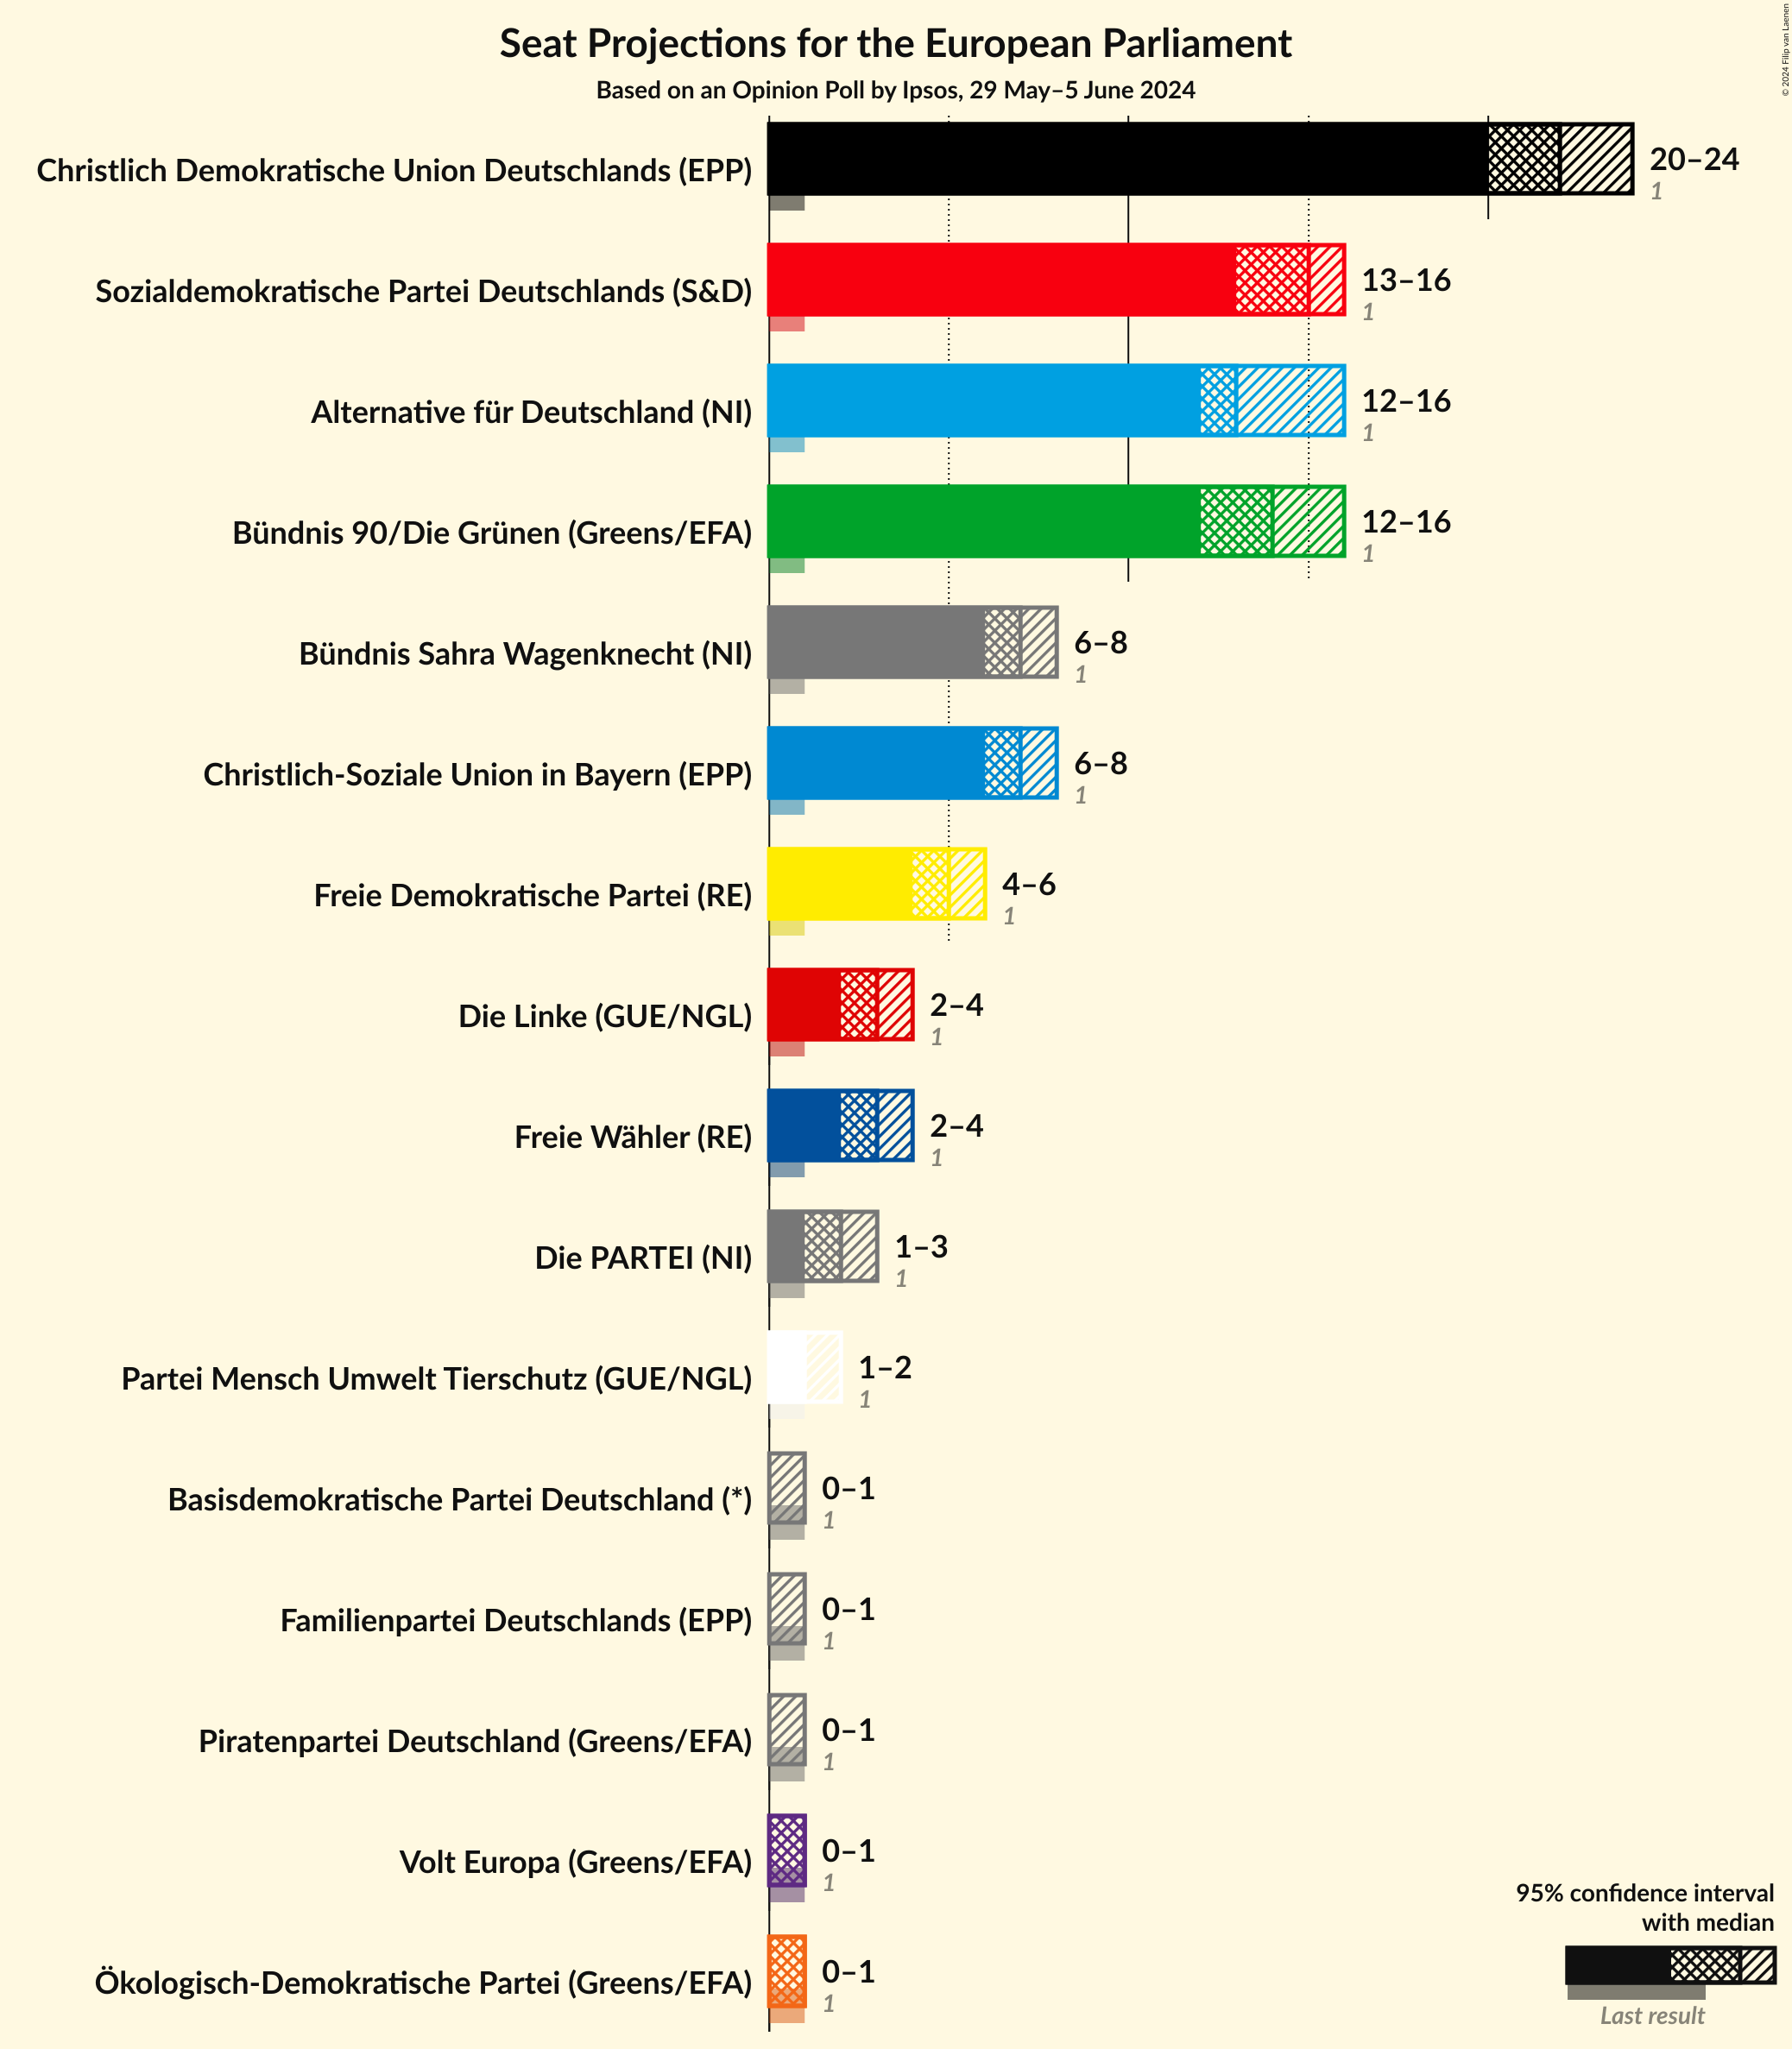 Seat Projections for the European Parliament
Based on an Opinion Poll by Ipsos, 29 May–5 June 2024
© 2024 Filip van Laenen
Christlich Demokratische Union Deutschlands (EPP)
20–24
1
Sozialdemokratische Partei Deutschlands (S&D)
13–16
1
Alternative für Deutschland (NI)
12–16
1
Bündnis 90/Die Grünen (Greens/EFA)
12–16
1
Bündnis Sahra Wagenknecht (NI)
6–8
1
Christlich-Soziale Union in Bayern (EPP)
6–8
1
Freie Demokratische Partei (RE)
4–6
1
Die Linke (GUE/NGL)
2–4
1
Freie Wähler (RE)
2–4
1
Die PARTEI (NI)
1–3
1
Partei Mensch Umwelt Tierschutz (GUE/NGL)
1–2
1
Basisdemokratische Partei Deutschland (*)
0–1
1
Familienpartei Deutschlands (EPP)
0–1
1
Piratenpartei Deutschland (Greens/EFA)
0–1
1
Volt Europa (Greens/EFA)
0–1
1
Ökologisch-Demokratische Partei (Greens/EFA)
0–1
1
95% confidence interval
with median
Last result